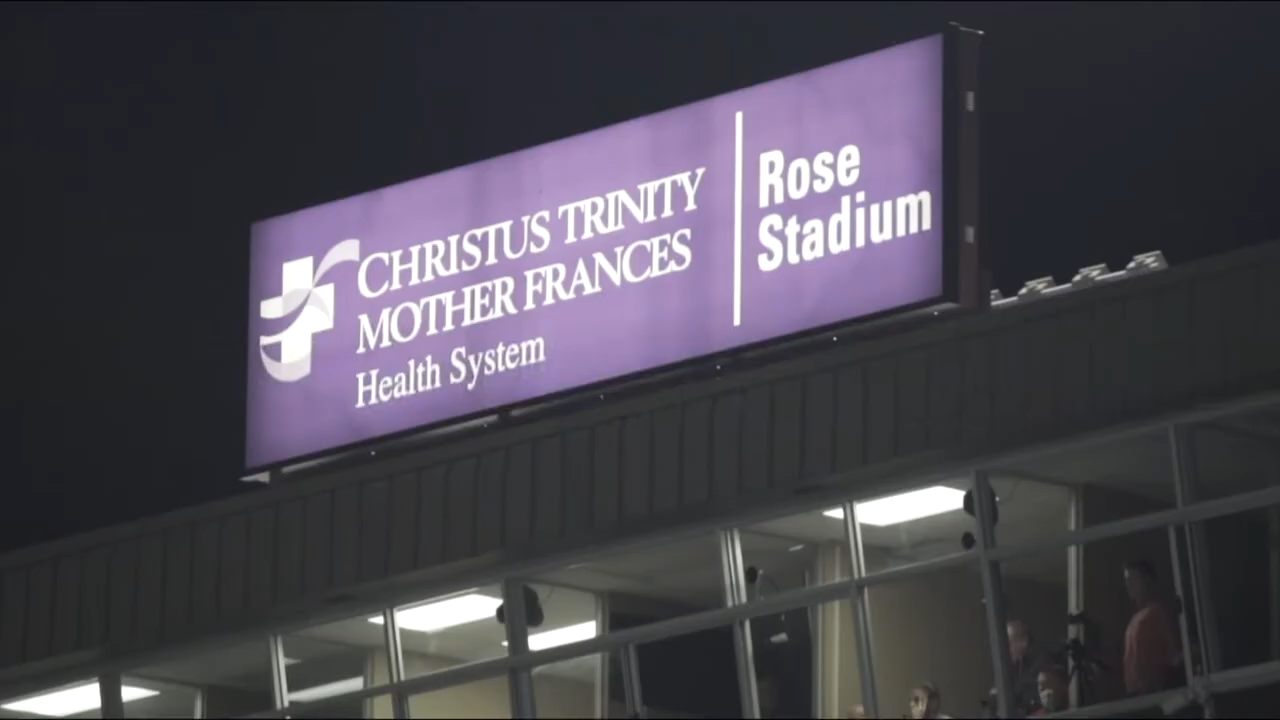 CHRISTUS TRINITY
MOTHER FRANCES
Health System
Rose
Stadium